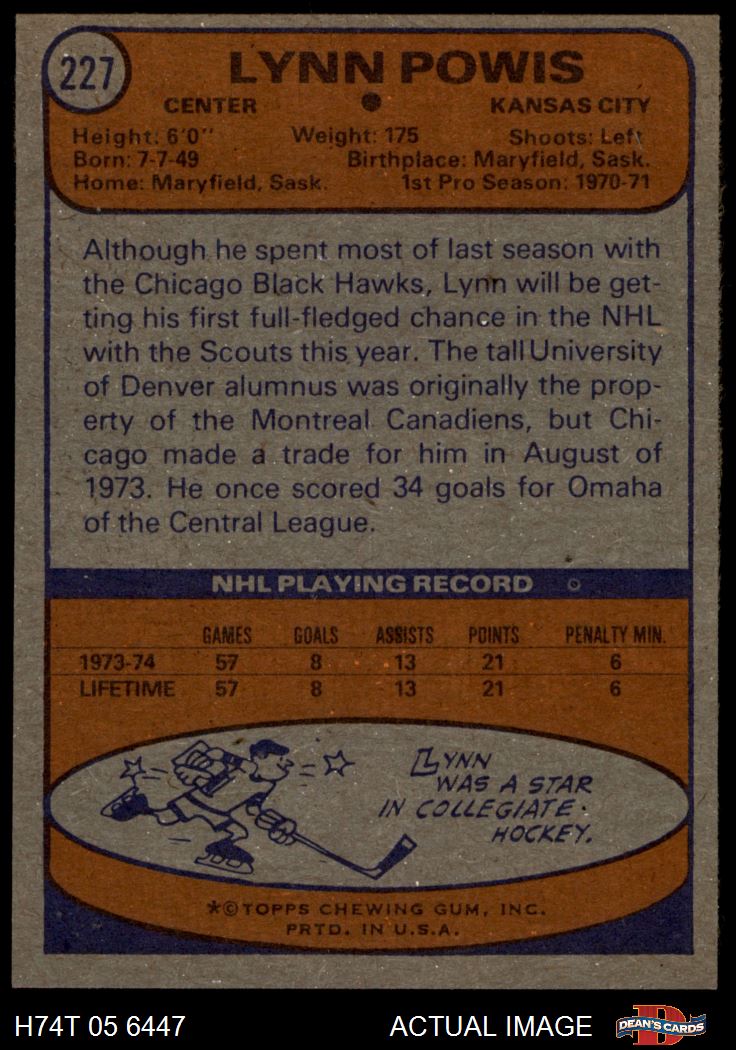 227
LYNN POWIS
CENTER • KANSAS CITY
Height: 6'0" Weight: 175 Shoots: Left
Born: 7-7-49 Birthplace: Maryfield, Sask.
Home: Maryfield, Sask. 1st Pro Season: 1970-71
Although he spent most of last season with
the Chicago Black Hawks, Lynn will be get-
ting his first full-fledged chance in the NHL
with the Scouts this year. The tall University
of Denver alumnus was originally the prop-
erty of the Montreal Canadiens, but Chi-
cago made a trade for him in August of
1973. He once scored 34 goals for Omaha
of the Central League.
NHL PLAYING RECORD
GAMES GOALS ASSISTS POINTS PENALTY MIN.
1973-74 57 8 13 21 6
LIFETIME 57 8 13 21 6
LYNN
WAS A STAR
IN COLLEGIATE
HOCKEY.
*©TOPPS CHEWING GUM, INC.
PRTD. IN U.S.A.
H74T 05 6447 ACTUAL IMAGE
D
DEAN'S CARDS